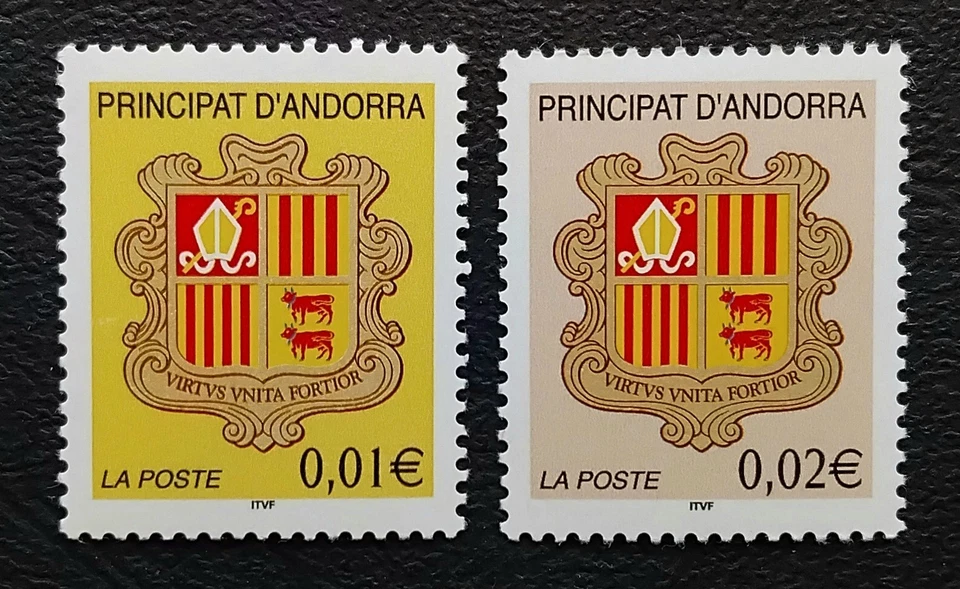 PRINCIPAT D'ANDORRA
VIRTVS VNITA FORTIOR
LA POSTE 0,01€
ITVF
PRINCIPAT D'ANDORRA
VIRTVS VNITA FORTIOR
LA POSTE 0,02€
ITVF